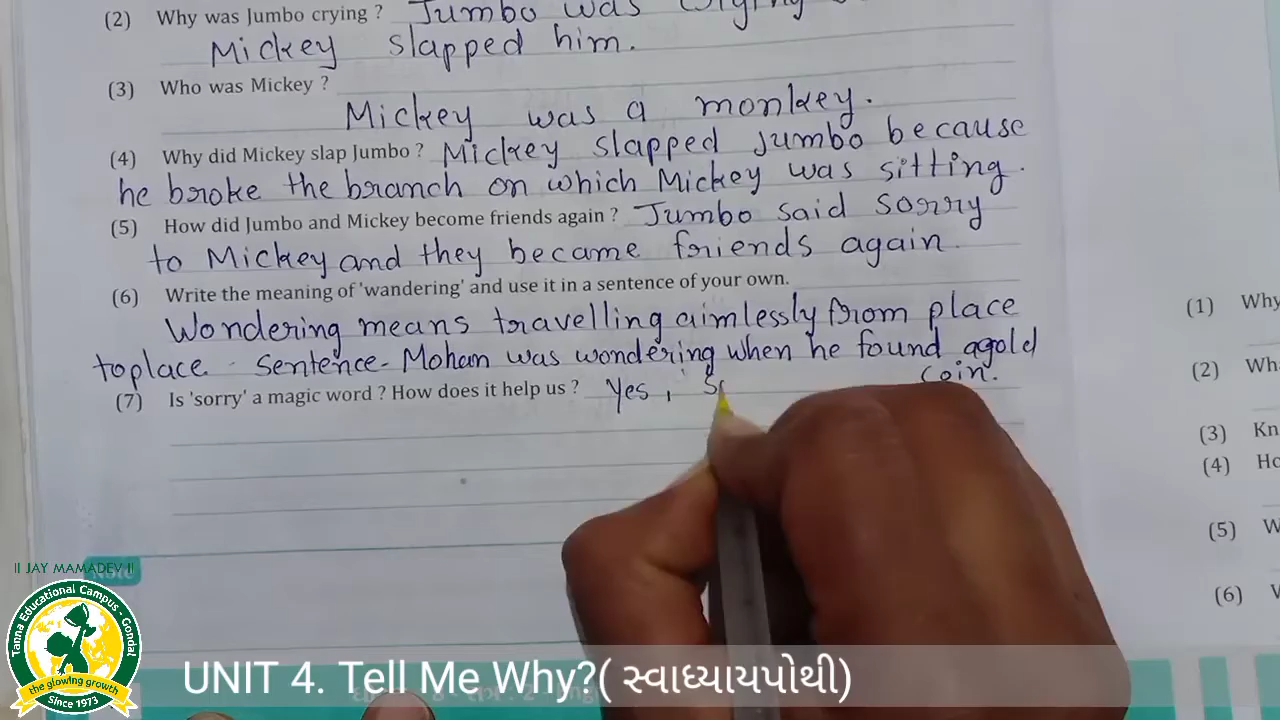 (2) Why was Jumbo crying ? Jumbo was crying
Mickey slapped him.
(3) Who was Mickey ?
Mickey was a monkey.
(4) Why did Mickey slap Jumbo ? Mickey slapped Jumbo because
he broke the branch on which Mickey was sitting.
(5) How did Jumbo and Mickey become friends again ? Jumbo said sorry
to Mickey and they became friends again.
(6) Write the meaning of 'wandering' and use it in a sentence of your own.
Wondering means travelling aimlessly from place
to place. Sentence- Mohan was wondering when he found a gold
coin.
(7) Is 'sorry' a magic word ? How does it help us ? Yes, 'so
Note
(1) Why
(2) Wh
(3) Kn
(4) Ho
(5) W
(6)
II JAY MAMADEV II
Tanna Educational Campus - Gondal
the glowing growth
Since 1973
UNIT 4. Tell Me Why?( સ્વાધ્યાયપોથી)